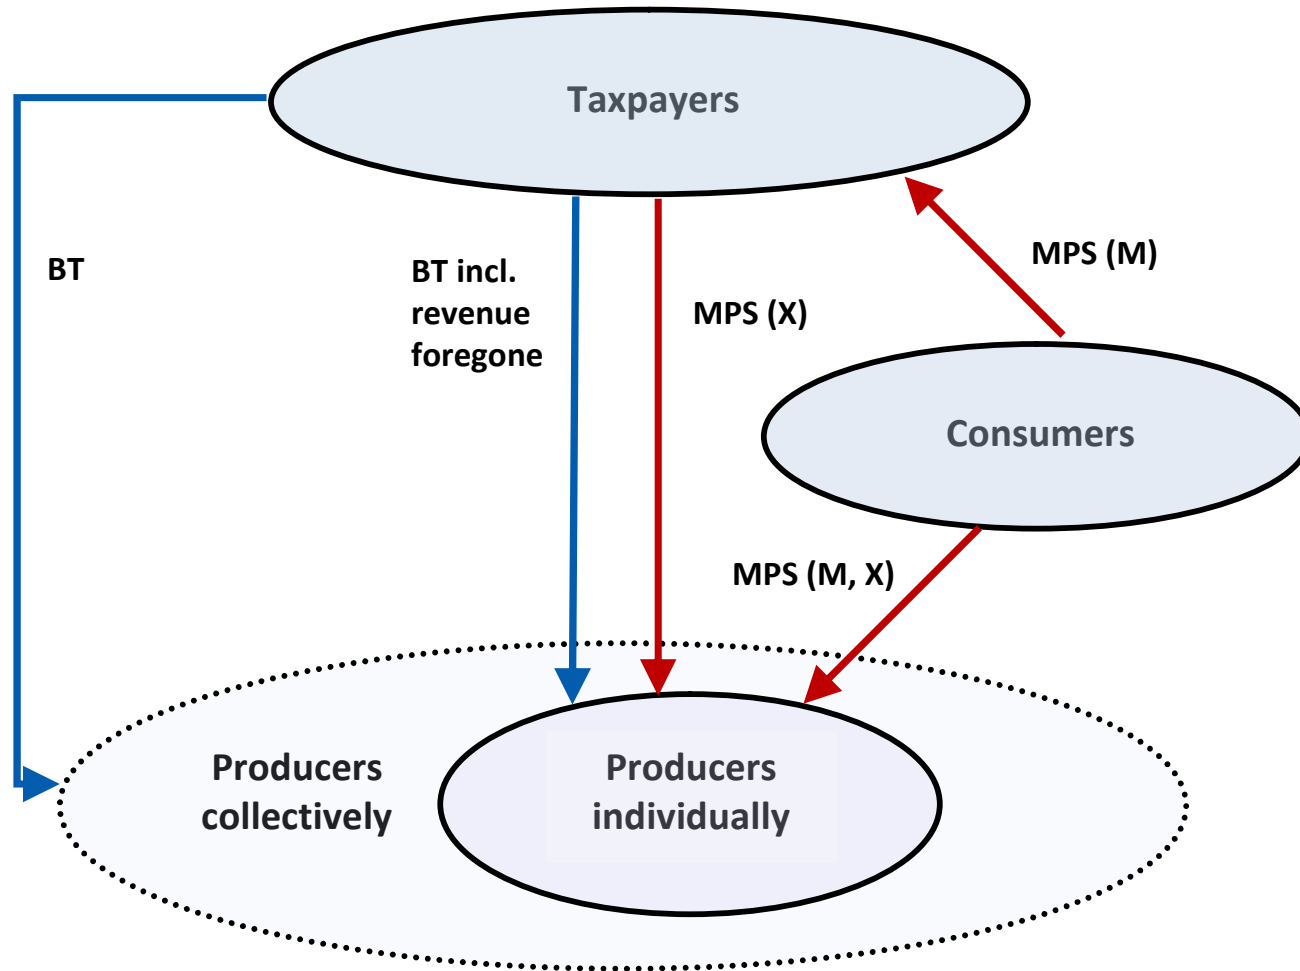 Taxpayers
BT
BT incl.
revenue
foregone
MPS (X)
MPS (M)
Consumers
MPS (M, X)
Producers
collectively
Producers
individually